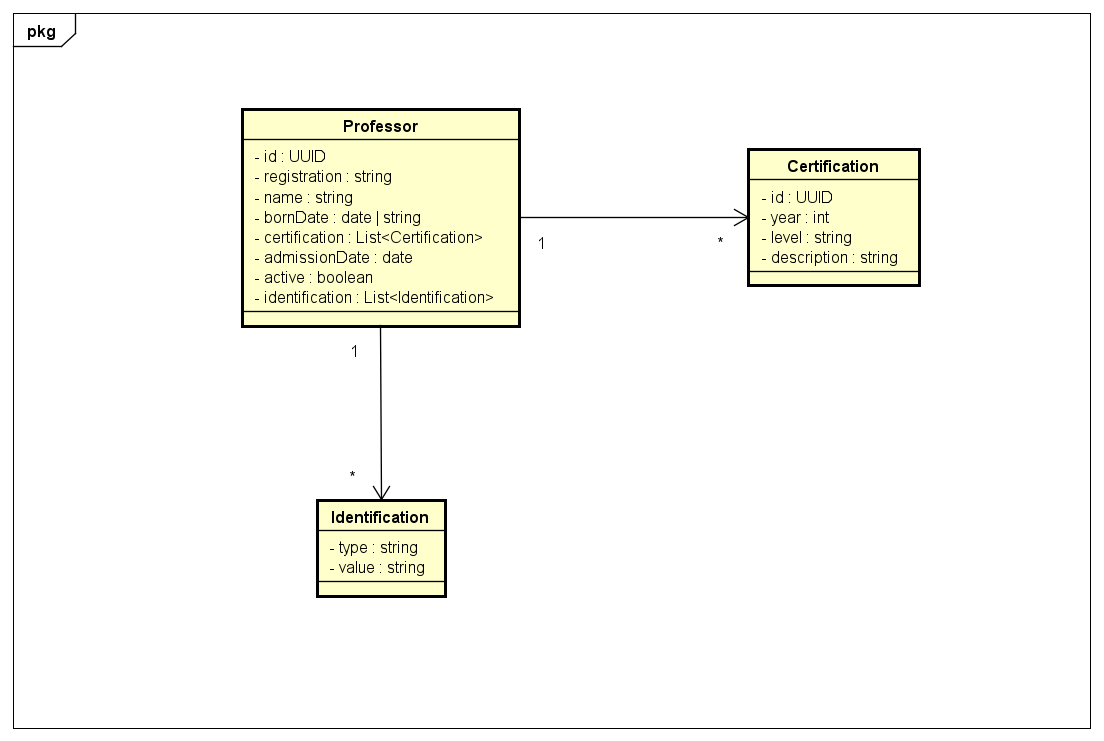 pkg
Professor
- id : UUID
- registration : string
- name : string
- bornDate : date | string
- certification : List<Certification>
- admissionDate : date
- active : boolean
- identification : List<Identification>
Certification
- id : UUID
- year : int
- level : string
- description : string
1
*
1
*
Identification
- type : string
- value : string